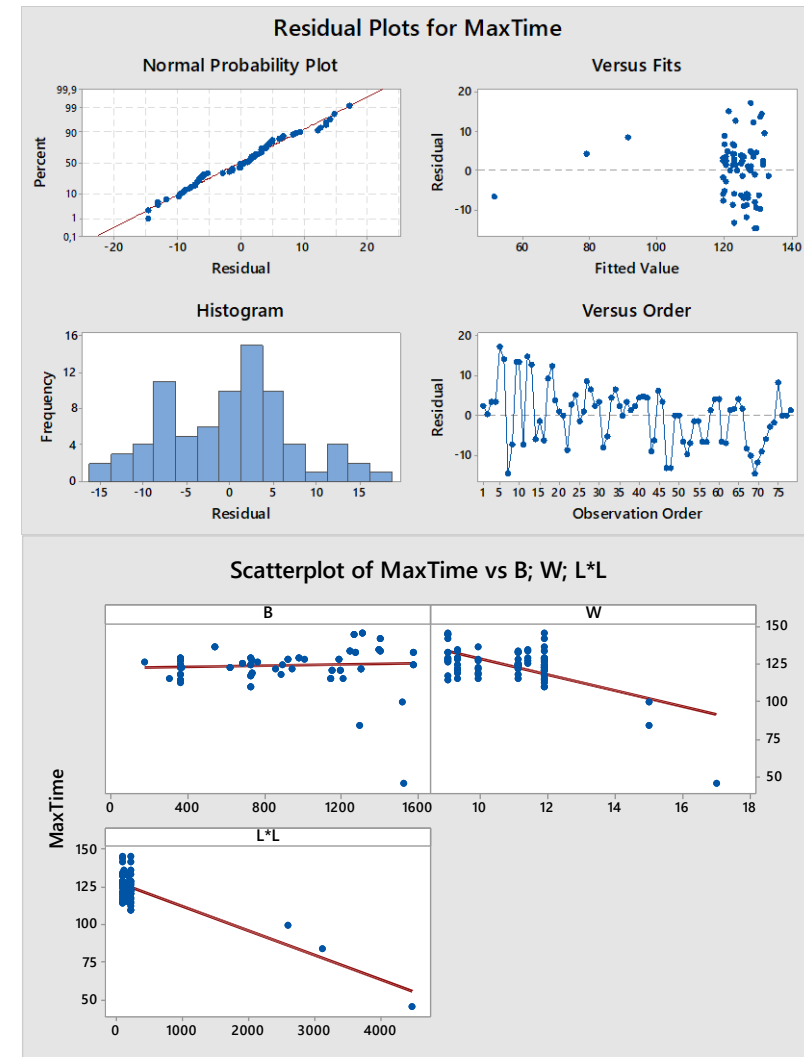 Residual Plots for MaxTime
Normal Probability Plot
99,9
99
90
50
10
1
0,1
Percent
-20 -10 0 10 20
Residual
Versus Fits
20
10
0
-10
Residual
60 80 100 120 140
Fitted Value
Histogram
16
12
8
4
0
Frequency
-15 -10 -5 0 5 10 15
Residual
Versus Order
20
10
0
-10
Residual
1 5 10 15 20 25 30 35 40 45 50 55 60 65 70 75
Observation Order
Scatterplot of MaxTime vs B; W; L*L
B W
150
125
100
75
50
0 400 800 1200 1600 10 12 14 16 18
MaxTime
L*L
150
125
100
75
50
0 1000 2000 3000 4000